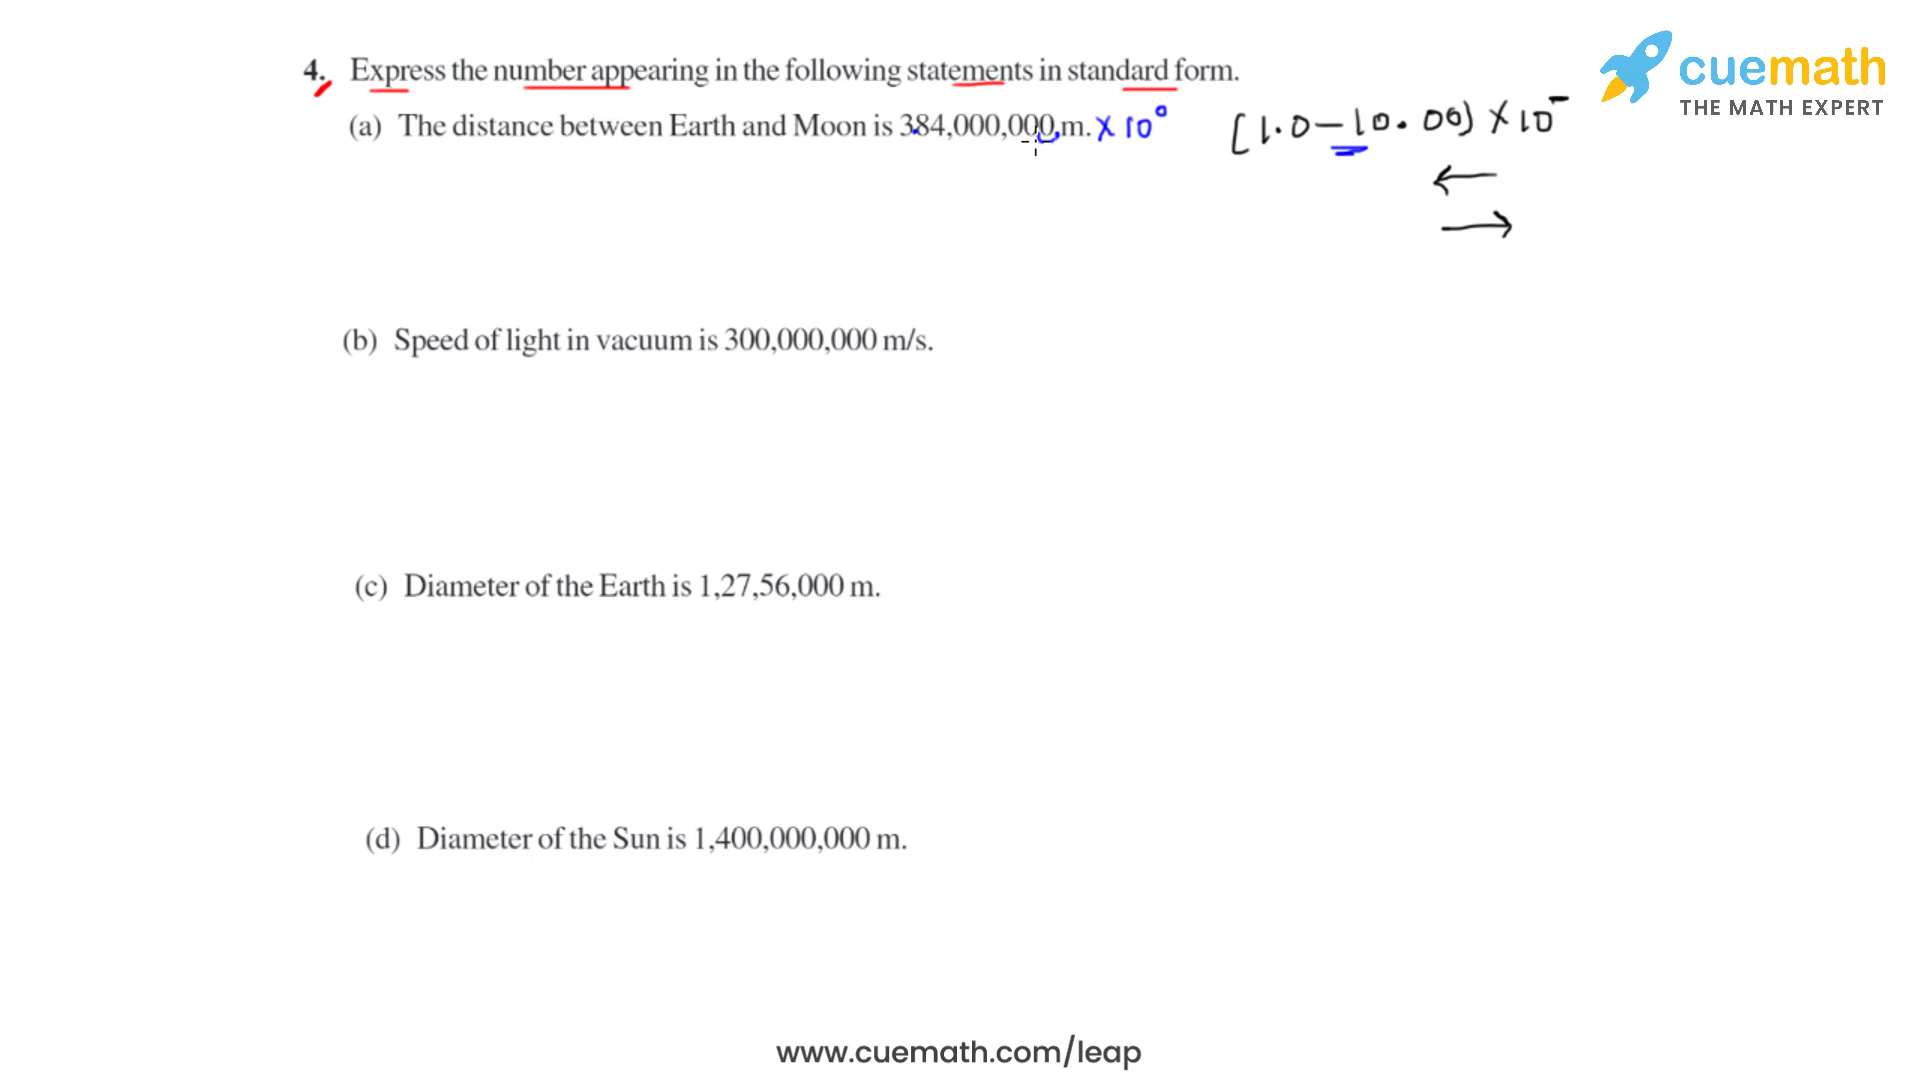 cuemath
THE MATH EXPERT
4. Express the number appearing in the following statements in standard form.
(a) The distance between Earth and Moon is 384,000,000 m. × 10⁰
[1.0 – 10.00) × 10⁻
(b) Speed of light in vacuum is 300,000,000 m/s.
(c) Diameter of the Earth is 1,27,56,000 m.
(d) Diameter of the Sun is 1,400,000,000 m.
www.cuemath.com/leap